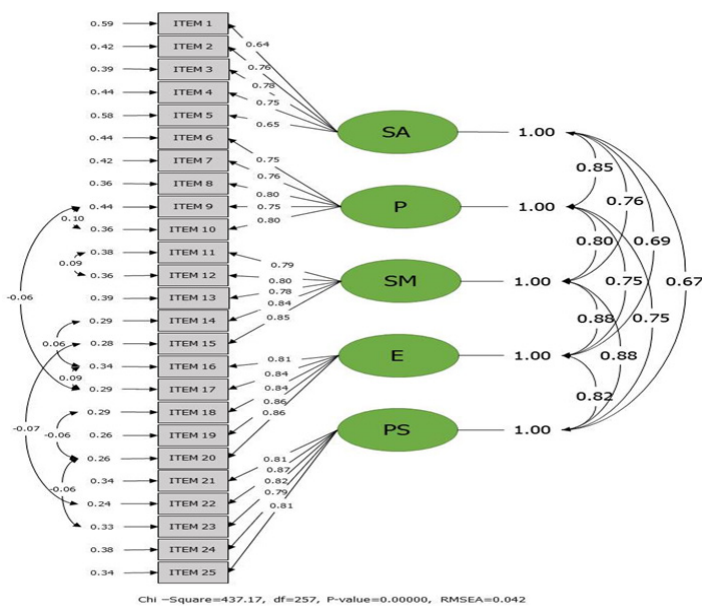 0.59 ITEM 1
0.42 ITEM 2
0.39 ITEM 3
0.44 ITEM 4
0.58 ITEM 5
0.44 ITEM 6
0.42 ITEM 7
0.36 ITEM 8
0.44 ITEM 9
0.36 ITEM 10
0.38 ITEM 11
0.36 ITEM 12
0.39 ITEM 13
0.29 ITEM 14
0.28 ITEM 15
0.34 ITEM 16
0.29 ITEM 17
0.29 ITEM 18
0.26 ITEM 19
0.26 ITEM 20
0.34 ITEM 21
0.24 ITEM 22
0.33 ITEM 23
0.38 ITEM 24
0.34 ITEM 25
0.10
0.09
-0.06
0.06
0.09
-0.07
-0.06
-0.06
0.64
0.76
0.78
0.75
0.65
0.75
0.76
0.80
0.75
0.80
0.79
0.80
0.78
0.84
0.85
0.81
0.84
0.84
0.86
0.86
0.81
0.87
0.82
0.79
0.81
SA 1.00
P 1.00
SM 1.00
E 1.00
PS 1.00
0.85
0.76
0.80
0.69
0.75
0.67
0.88
0.75
0.88
0.82
Chi -Square=437.17, df=257, P-value=0.00000, RMSEA=0.042